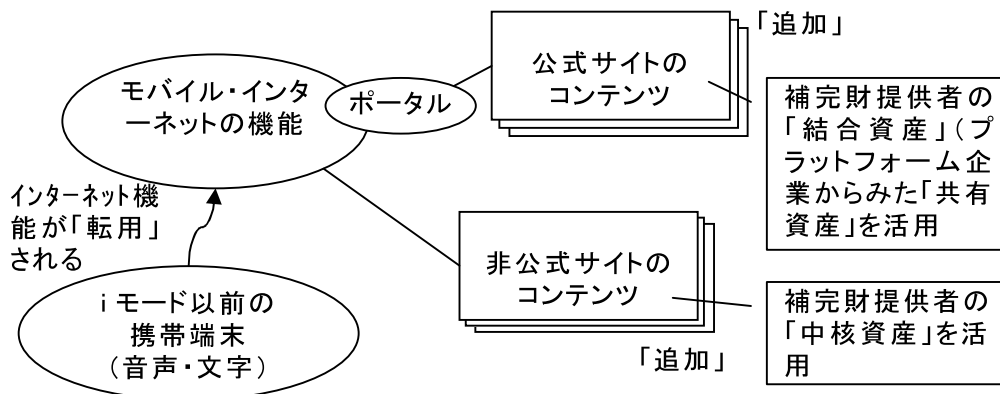 「追加」
公式サイトの
コンテンツ
モバイル・インタ
ーネットの機能
ポータル
補完財提供者の
「結合資産」（プ
ラットフォーム企
業からみた「共有
資産」を活用
インターネット機
能が「転用」
される
非公式サイトの
コンテンツ
iモード以前の
携帯端末
（音声・文字）
補完財提供者の
「中核資産」を活
用
「追加」